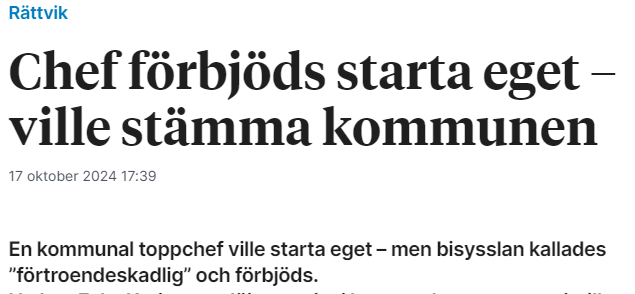 Rättvik
Chef förbjöds starta eget –
ville stämma kommunen
17 oktober 2024 17:39
En kommunal toppchef ville starta eget – men bisysslan kallades
”förtroendeskadlig” och förbjöds.